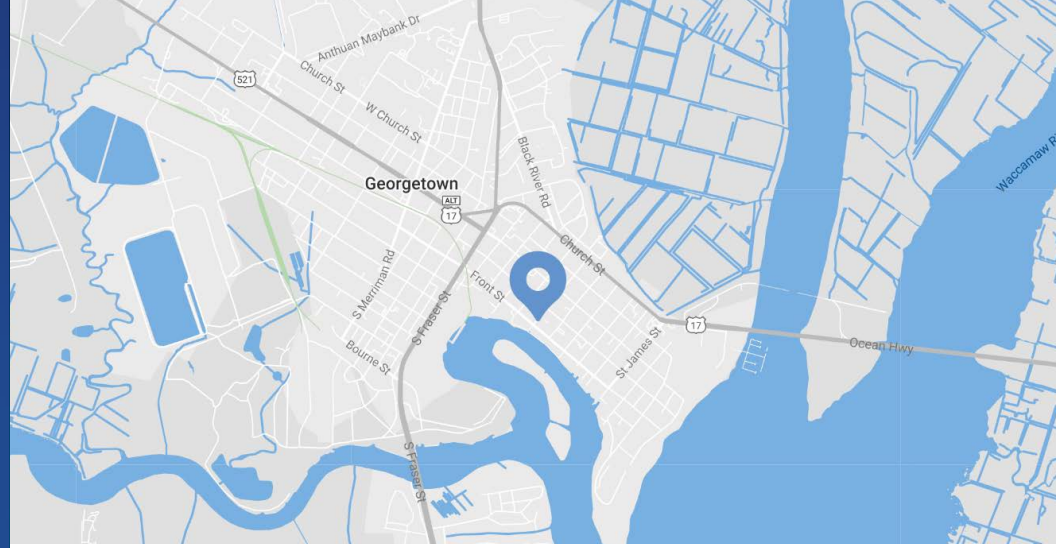 Anthuan Maybank Dr
Church St
521
W Church St
Black River Rd
Waccamaw R
Georgetown
ALT
17
Church St
S Merriman Rd
Front St
S Fraser St
17
St James St
Ocean Hwy
Bourne St
S Fraser St